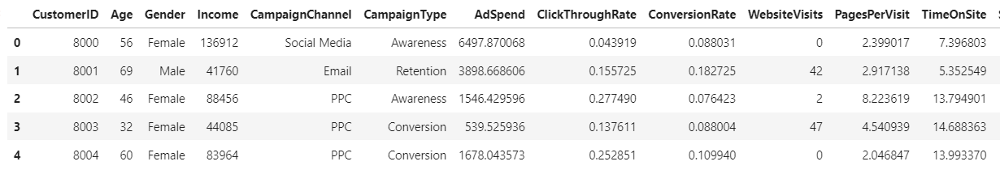 CustomerID Age Gender Income CampaignChannel CampaignType AdSpend ClickThroughRate ConversionRate WebsiteVisits PagesPerVisit TimeOnSite
0 8000 56 Female 136912 Social Media Awareness 6497.870068 0.043919 0.088031 0 2.399017 7.396803
1 8001 69 Male 41760 Email Retention 3898.668606 0.155725 0.182725 42 2.917138 5.352549
2 8002 46 Female 88456 PPC Awareness 1546.429596 0.277490 0.076423 2 8.223619 13.794901
3 8003 32 Female 44085 PPC Conversion 539.525936 0.137611 0.088004 47 4.540939 14.688363
4 8004 60 Female 83964 PPC Conversion 1678.043573 0.252851 0.109940 0 2.046847 13.993370